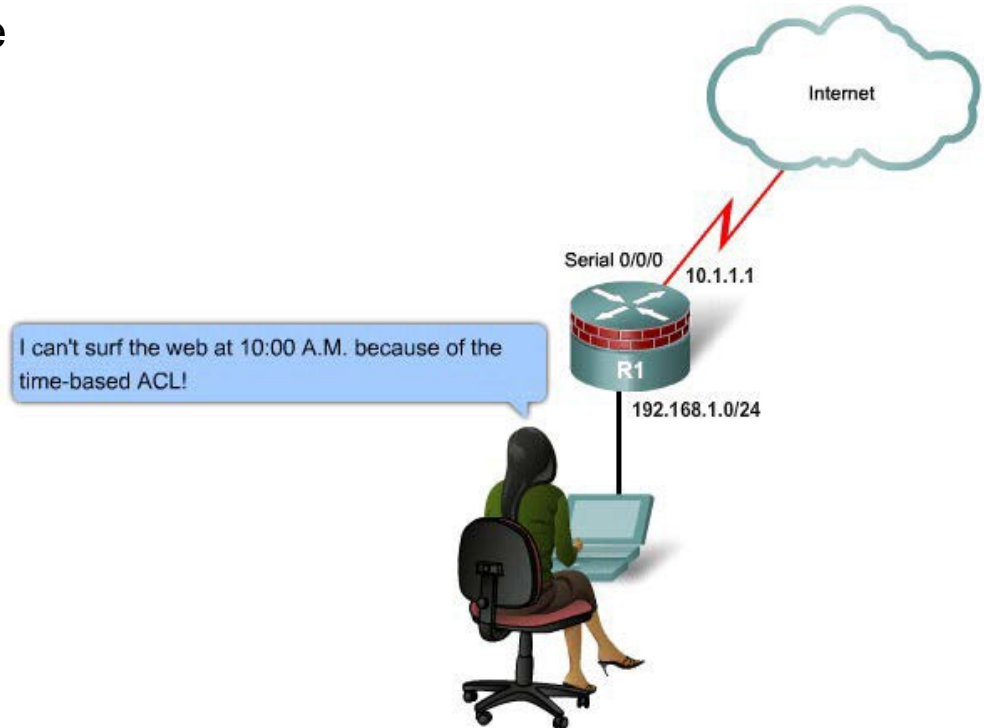 e
Internet
Serial 0/0/0
10.1.1.1
I can't surf the web at 10:00 A.M. because of the
time-based ACL!
R1
192.168.1.0/24